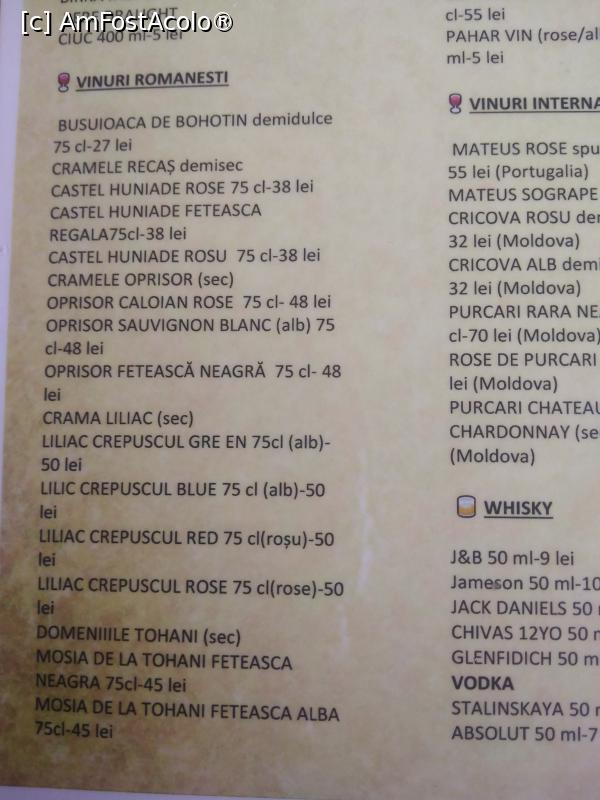 [c] AmFostAcolo®
CIUC 400 ml-5 lei
VINURI ROMANESTI
BUSUIOACA DE BOHOTIN demidulce
75 cl-27 lei
CRAMELE RECAȘ demisec
CASTEL HUNIADE ROSE 75 cl-38 lei
CASTEL HUNIADE FETEASCA
REGALA75cl-38 lei
CASTEL HUNIADE ROSU 75 cl-38 lei
CRAMELE OPRISOR (sec)
OPRISOR CALOIAN ROSE 75 cl- 48 lei
OPRISOR SAUVIGNON BLANC (alb) 75
cl-48 lei
OPRISOR FETEASCĂ NEAGRĂ 75 cl- 48
lei
CRAMA LILIAC (sec)
LILIAC CREPUSCUL GRE EN 75cl (alb)-
50 lei
LILIC CREPUSCUL BLUE 75 cl (alb)-50
lei
LILIAC CREPUSCUL RED 75 cl(roșu)-50
lei
LILIAC CREPUSCUL ROSE 75 cl(rose)-50
lei
DOMENIIILE TOHANI (sec)
MOSIA DE LA TOHANI FETEASCA
NEAGRA 75cl-45 lei
MOSIA DE LA TOHANI FETEASCA ALBA
75cl-45 lei
cl-55 lei
PAHAR VIN (rose/al
ml-5 lei
VINURI INTERNA
MATEUS ROSE spu
55 lei (Portugalia)
MATEUS SOGRAPE
CRICOVA ROSU de
32 lei (Moldova)
CRICOVA ALB demi
32 lei (Moldova)
PURCARI RARA NE
cl-70 lei (Moldova)
ROSE DE PURCARI
lei (Moldova)
PURCARI CHATEAU
CHARDONNAY (se
(Moldova)
WHISKY
J&B 50 ml-9 lei
Jameson 50 ml-10
JACK DANIELS 50
CHIVAS 12YO 50 m
GLENFIDICH 50 m
VODKA
STALINSKAYA 50
ABSOLUT 50 ml-7